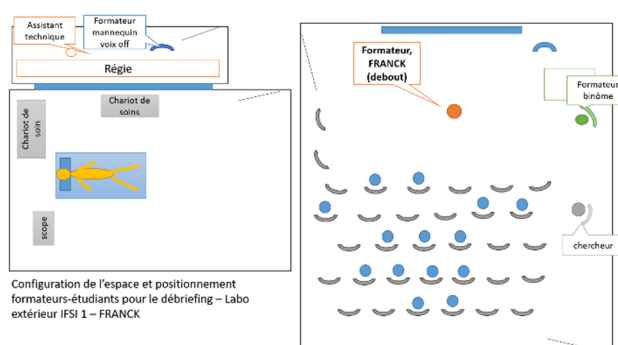 Assistant
technique
Formateur
mannequin
voix off
Régie
Chariot de
soins
Chariot de
soin
scope
Configuration de l'espace et positionnement
formateurs-étudiants pour le débriefing – Labo
extérieur IFSI 1 – FRANCK
Formateur,
FRANCK
(debout)
Formateur
binôme
chercheur